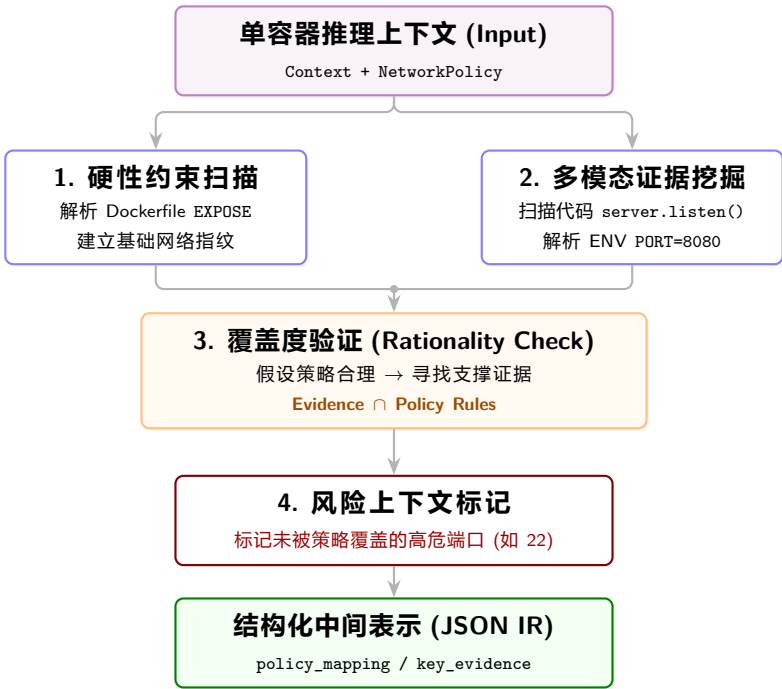 单容器推理上下文 (Input)
Context + NetworkPolicy
1. 硬性约束扫描
解析 Dockerfile EXPOSE
建立基础网络指纹
2. 多模态证据挖掘
扫描代码 server.listen()
解析 ENV PORT=8080
3. 覆盖度验证 (Rationality Check)
假设策略合理 → 寻找支撑证据
Evidence ∩ Policy Rules
4. 风险上下文标记
标记未被策略覆盖的高危端口 (如 22)
结构化中间表示 (JSON IR)
policy_mapping / key_evidence